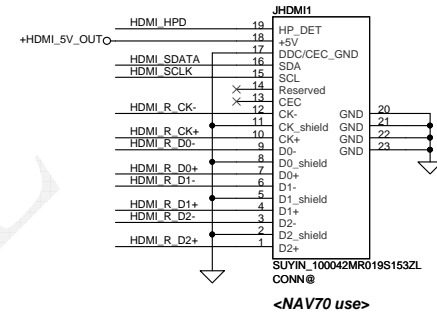 JHDMI1
HDMI_HPD 19 HP_DET
+HDMI_5V_OUT 18 +5V
17 DDC/CEC_GND
HDMI_SDATA 16 SDA
HDMI_SCLK 15 SCL
14 Reserved
13 CEC
HDMI_R_CK- 12 CK- GND 20
11 CK_shield GND 21
HDMI_R_CK+ 10 CK+ GND 22
HDMI_R_D0- 9 D0- GND 23
8 D0_shield
HDMI_R_D0+ 7 D0+
HDMI_R_D1- 6 D1-
5 D1_shield
HDMI_R_D1+ 4 D1+
HDMI_R_D2- 3 D2-
2 D2_shield
HDMI_R_D2+ 1 D2+
SUYIN_100042MR019S153ZL
CONN@
<NAV70 use>